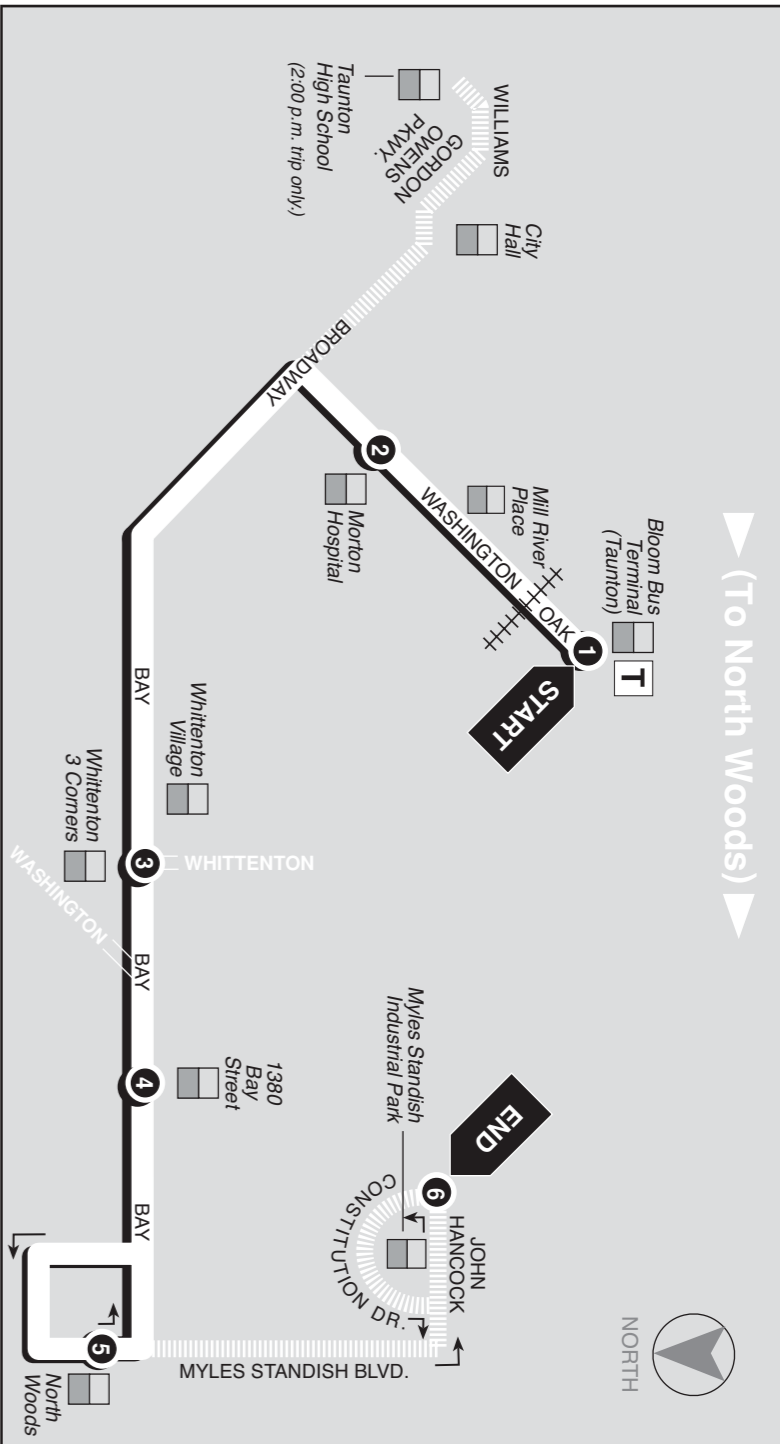 (To North Woods)
Bloom Bus
Terminal
(Taunton)
T
1
START
OAK
Mill River
Place
WASHINGTON
2
Morton
Hospital
BROADWAY
City
Hall
WILLIAMS
GORDON
OWENS
PKWY.
Taunton
High School
(2:00 p.m. trip only.)
BAY
Whittenton
Village
3
WHITTENTON
Whittenton
3 Corners
WASHINGTON
BAY
4
1380
Bay
Street
BAY
5
North
Woods
MYLES STANDISH BLVD.
JOHN
HANCOCK
CONSTITUTION DR.
Myles Standish
Industrial Park
6
END
NORTH